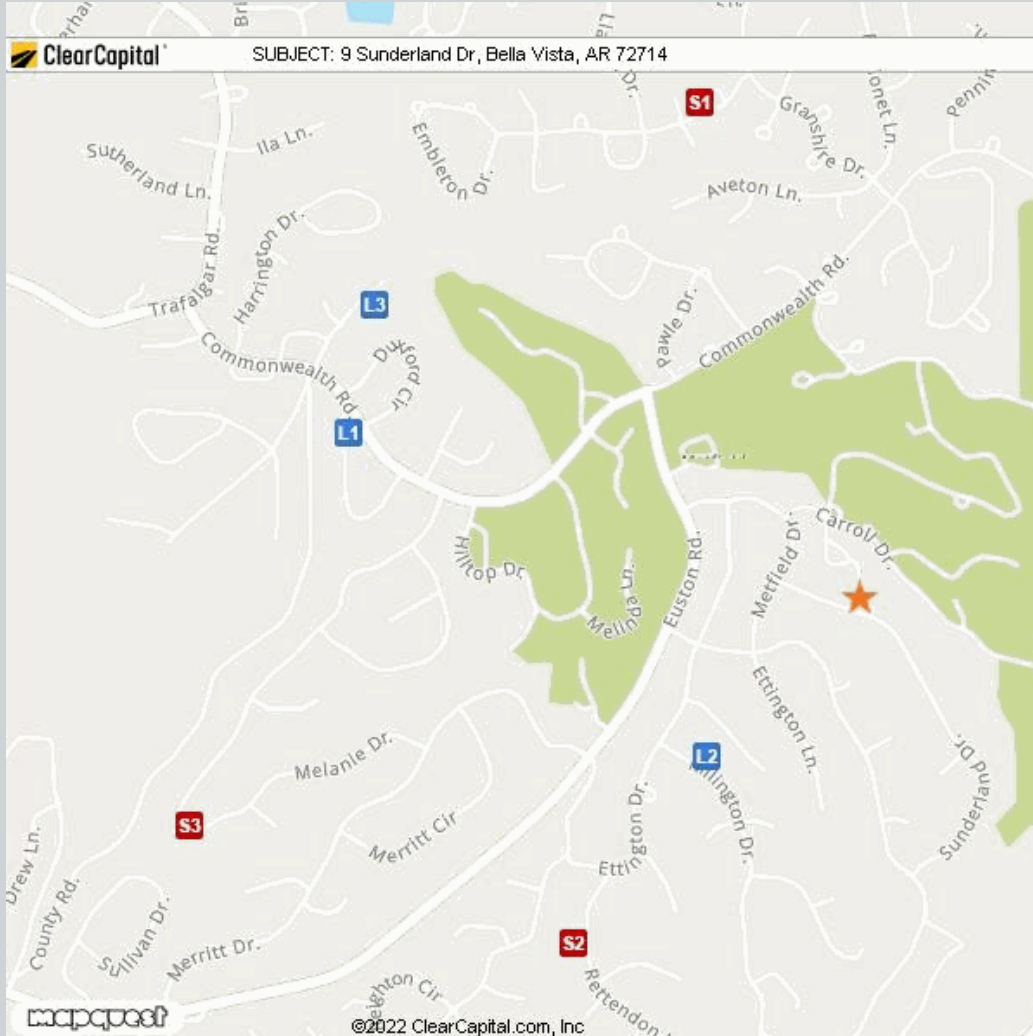 ClearCapital
SUBJECT: 9 Sunderland Dr, Bella Vista, AR 72714
S1
Granshire Dr.
Ila Ln.
Sutherland Ln.
Embleton Dr.
Aveton Ln.
Harrington Dr.
Trafalgar Rd.
L3
Pawle Dr.
Commonwealth Rd.
Commonwealth Rd.
Duxford Cir
L1
Carroll Dr.
Metfield Dr.
Hilltop Dr.
Euston Rd.
Ettington Ln.
L2
Melanie Dr.
Sunderland Dr.
S3
Merritt Cir
Ettington Dr.
Drew Ln.
County Rd.
Sullivan Dr.
Merritt Dr.
S2
mapquest
©2022 ClearCapital.com, Inc